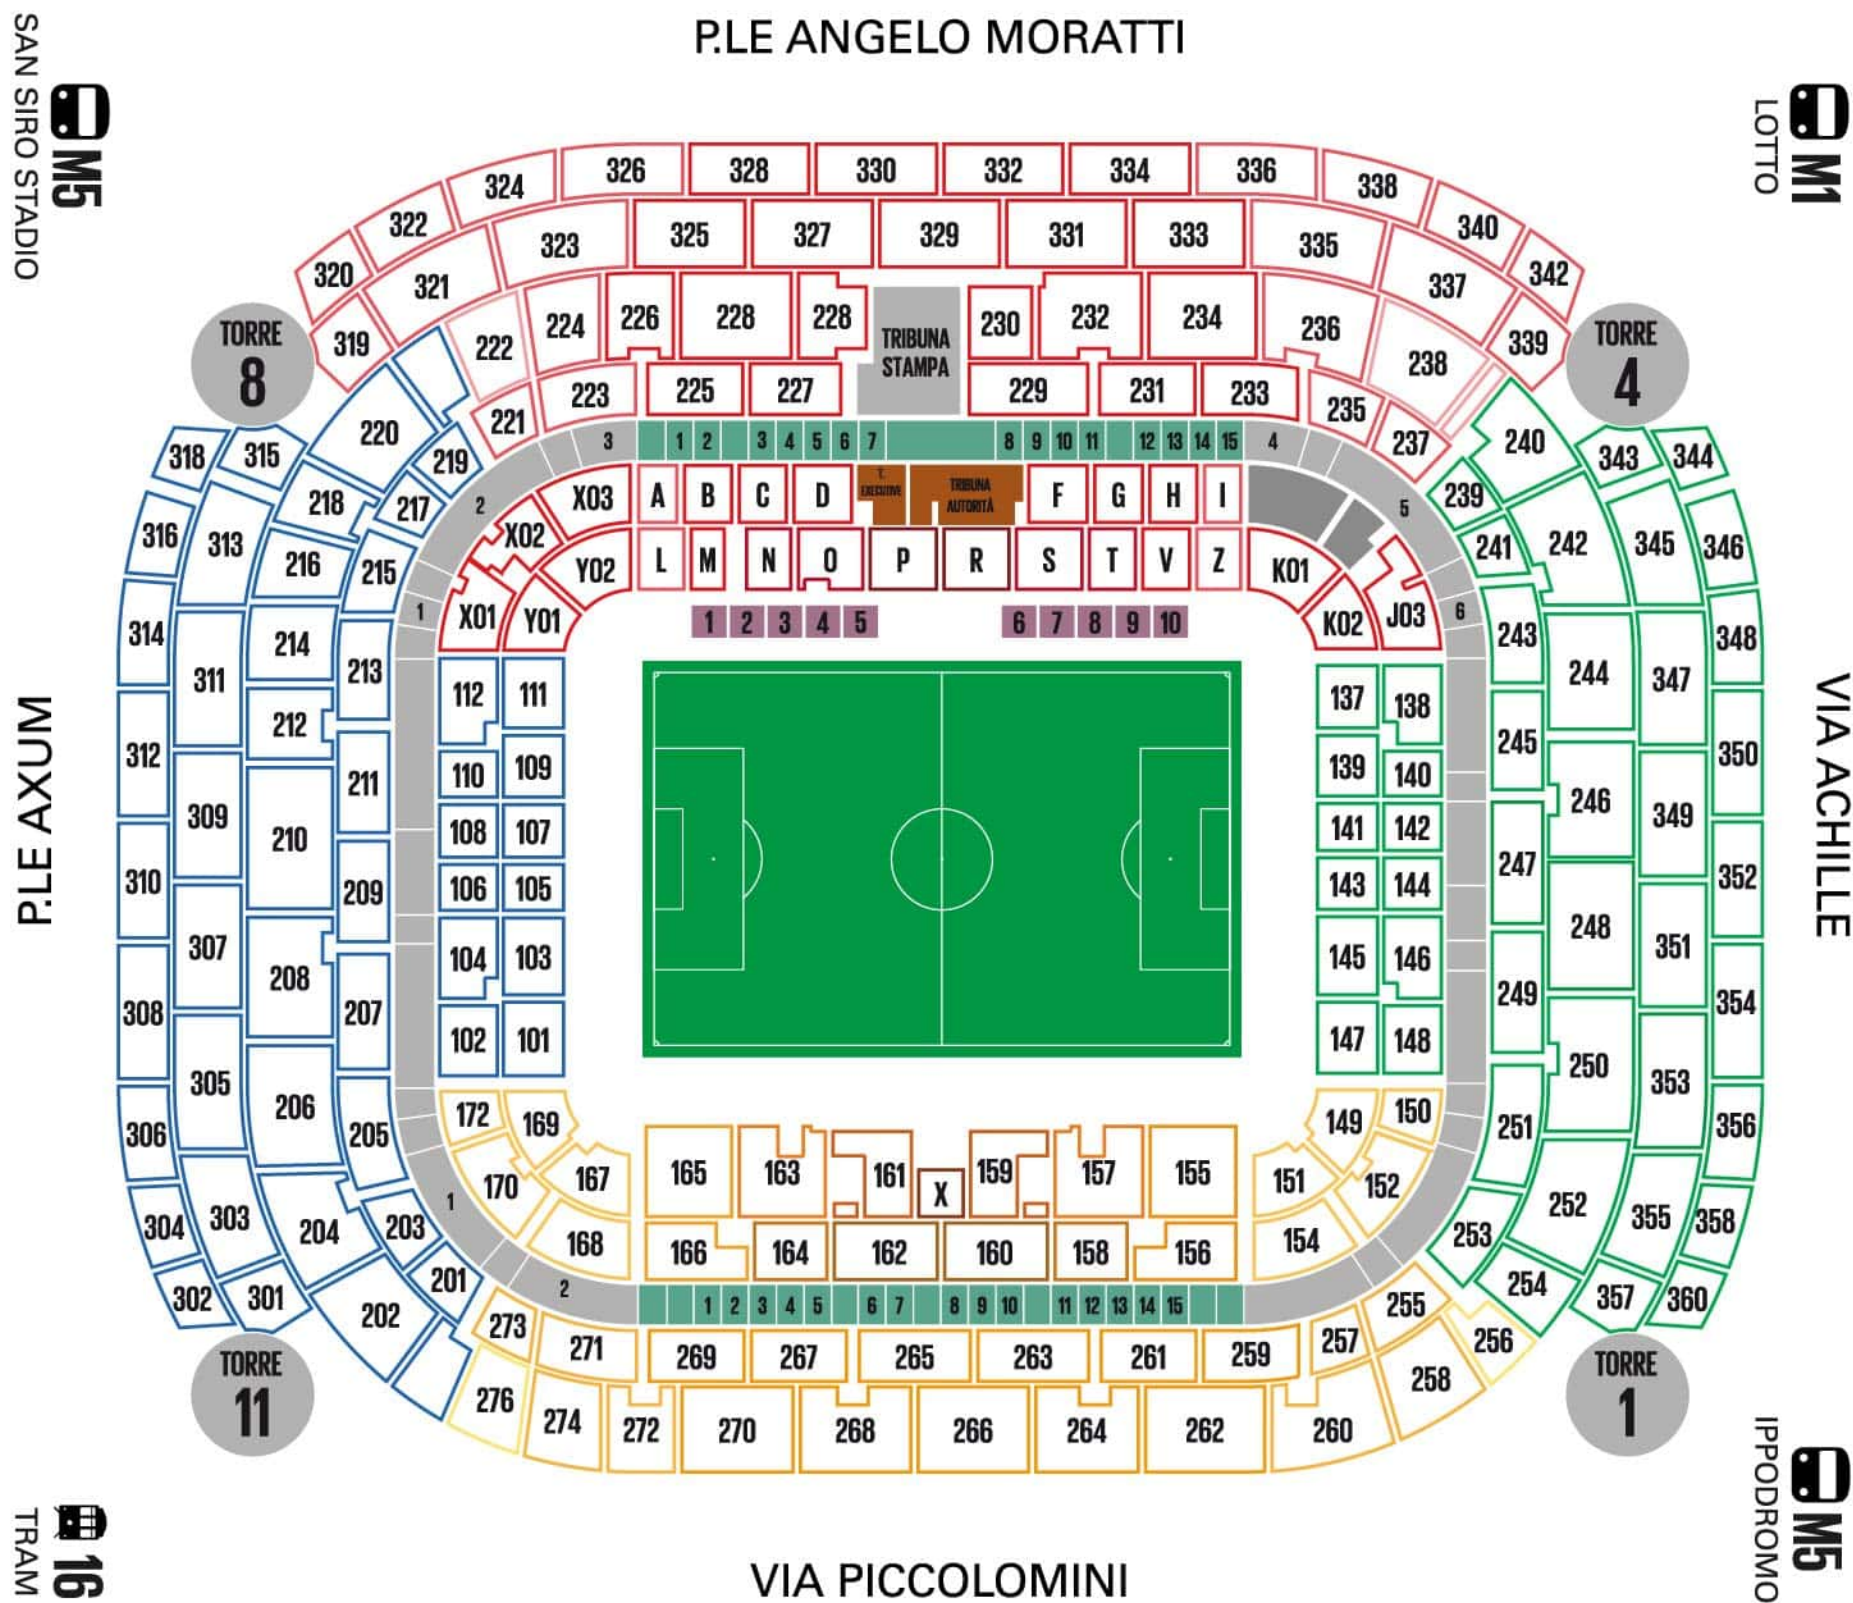 P.LE ANGELO MORATTI
SAN SIRO STADIO
M5
LOTTO
M1
326 328 330 332 334 336
324 338
322 340
320 342
325 327 329 331 333
323 335
321 337
319 339
TORRE
8
TORRE
4
226 228 228 TRIBUNA
STAMPA 230 232 234
224 236
222 238
225 227 229 231 233
223 235
221 237
220 240
219 239
318 315 343 344
218 217 241 242
316 313 216 215 345 346
3 1 2 3 4 5 6 7 8 9 10 11 12 13 14 15 4
2 5
X03 A B C D T.
EXECUTIVE TRIBUNA
AUTORITÀ F G H I
X02
Y02 L M N O P R S T V Z K01
1 X01 Y01 K02 J03 6
1 2 3 4 5 6 7 8 9 10
314 214 243 348
311 213 244 347
112 111 137 138
312 212 245 350
110 109 139 140
211 246
309 210 108 107 141 142 349
310 209 106 105 143 144 247 352
307 248 351
208 104 103 145 146
308 207 249 354
102 101 147 148
305 206 250 353
P.LE AXUM
VIA ACHILLE
306 205 172 169 149 150 251 356
303 170 167 165 163 161 X 159 157 155 151 152 252 355
304 204 203 1 253 358
168 166 164 162 160 158 156 154
302 301 201 2 254 357 360
1 2 3 4 5 6 7 8 9 10 11 12 13 14 15
202 273 255 256
271 269 267 265 263 261 259 257
TORRE
11
TORRE
1
276 274 272 270 268 266 264 262 260 258
TRAM
16
IPPODROMO
M5
VIA PICCOLOMINI